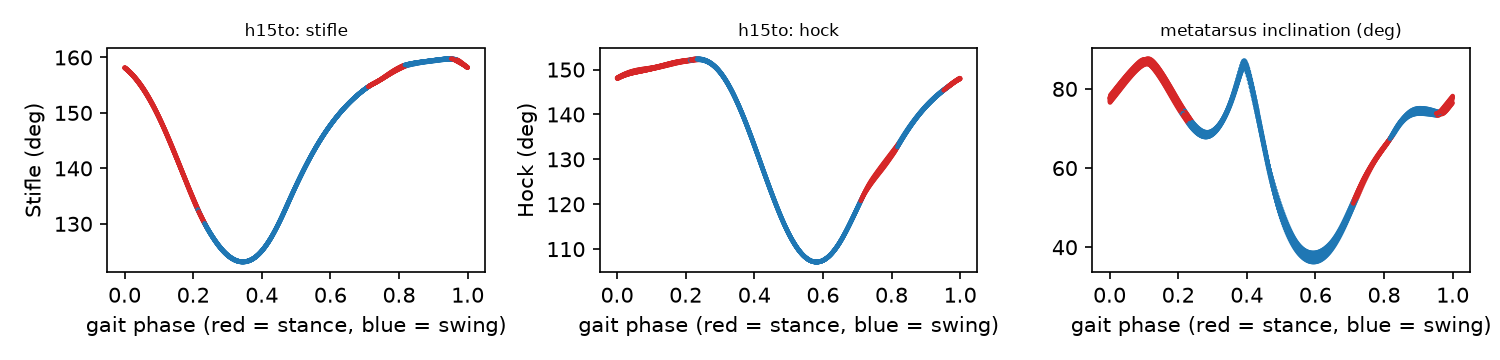 h15to: stifle
Stifle (deg)
160
150
140
130
0.0 0.2 0.4 0.6 0.8 1.0
gait phase (red = stance, blue = swing)
h15to: hock
Hock (deg)
150
140
130
120
110
0.0 0.2 0.4 0.6 0.8 1.0
gait phase (red = stance, blue = swing)
metatarsus inclination (deg)
80
60
40
0.0 0.2 0.4 0.6 0.8 1.0
gait phase (red = stance, blue = swing)